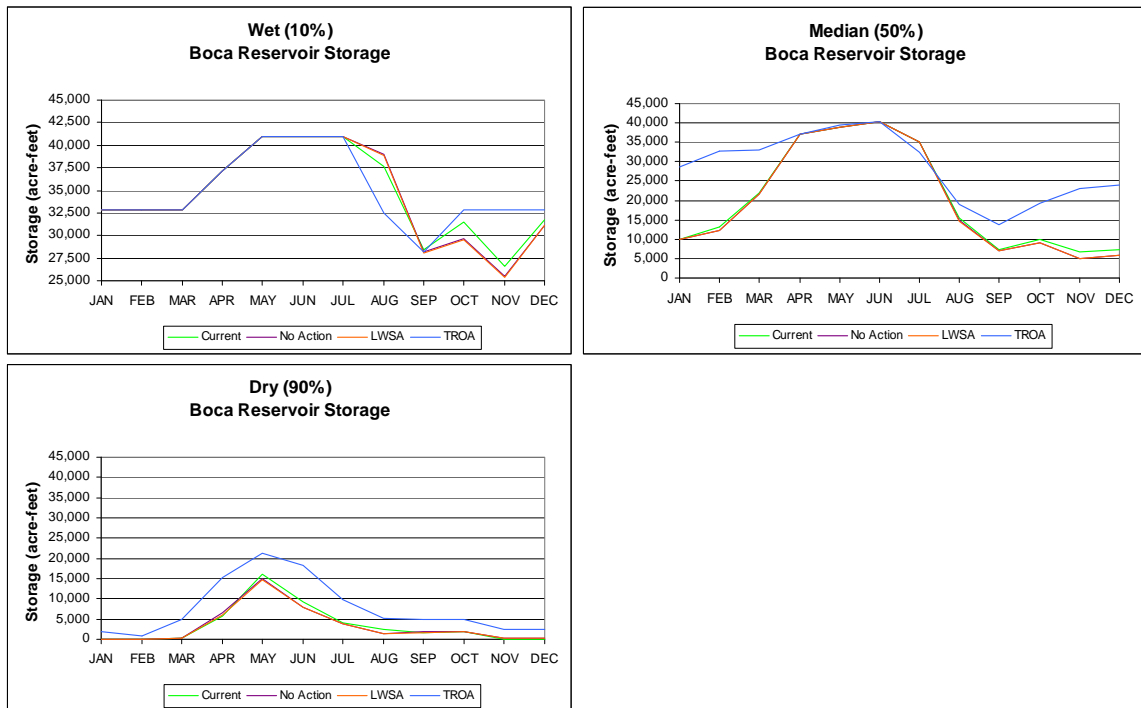 Wet (10%)
Boca Reservoir Storage
Storage (acre-feet)
45,000
42,500
40,000
37,500
35,000
32,500
30,000
27,500
25,000
JAN FEB MAR APR MAY JUN JUL AUG SEP OCT NOV DEC
Current No Action LWSA TROA
Median (50%)
Boca Reservoir Storage
Storage (acre-feet)
45,000
40,000
35,000
30,000
25,000
20,000
15,000
10,000
5,000
0
JAN FEB MAR APR MAY JUN JUL AUG SEP OCT NOV DEC
Current No Action LWSA TROA
Dry (90%)
Boca Reservoir Storage
Storage (acre-feet)
45,000
40,000
35,000
30,000
25,000
20,000
15,000
10,000
5,000
0
JAN FEB MAR APR MAY JUN JUL AUG SEP OCT NOV DEC
Current No Action LWSA TROA